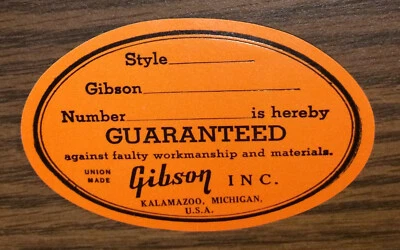 Style
Gibson
Number is hereby
GUARANTEED
against faulty workmanship and materials.
UNION MADE Gibson INC.
KALAMAZOO, MICHIGAN,
U.S.A.